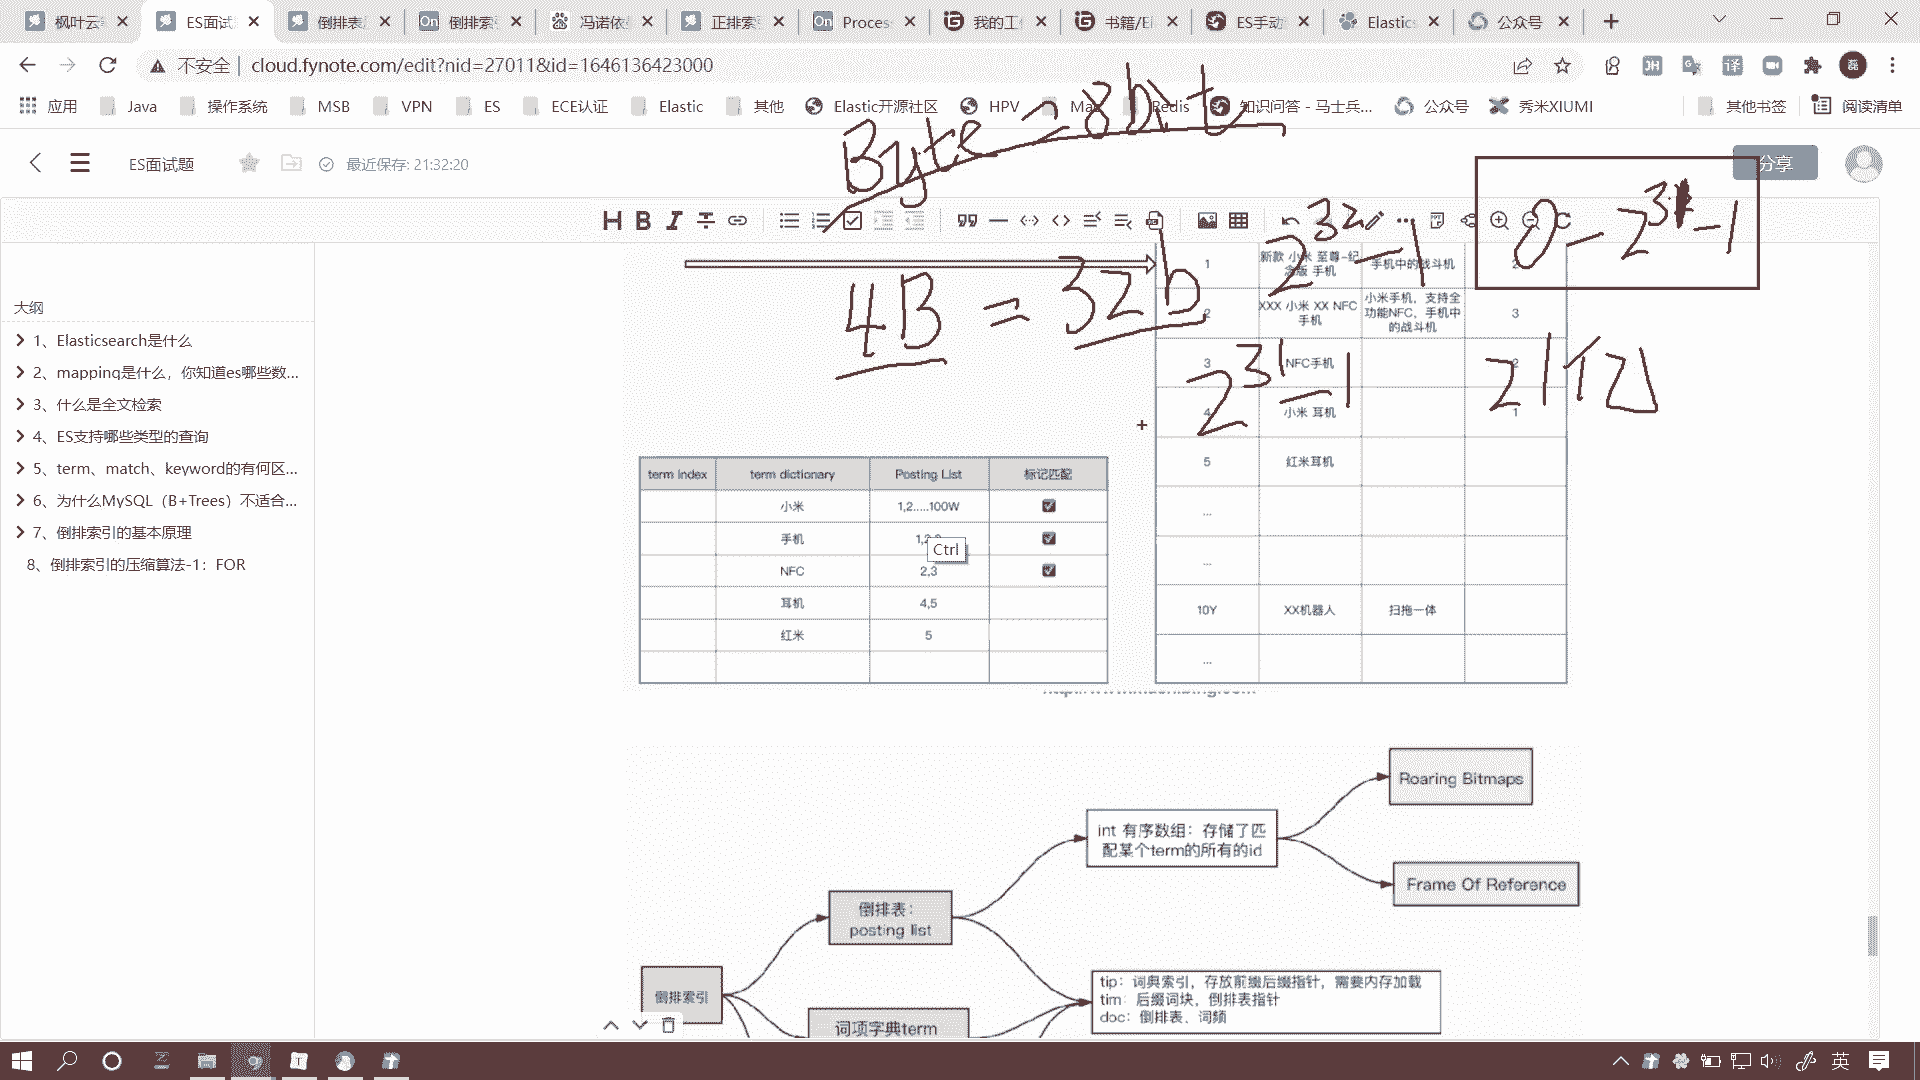 枫叶云 ES面试 倒排表 On 倒排索 冯诺依 正排索 On Process 我的工 书籍/El ES手动 Elastics 公众号
不安全 cloud.fynote.com/edit?nid=27011&id=1646136423000
应用 Java 操作系统 MSB VPN ES ECE认证 Elastic 其他 Elastic开源社区 HPV Ma Redis 知识问答 - 马士兵... 公众号 秀米XIUMI 其他书签 阅读清单
Byte = 8bit
ES面试题 最近保存: 21:32:20 分享
H B I T
2^32-1
0 - 2^31-1
4B = 32b
大纲
1、Elasticsearch是什么
2、mapping是什么，你知道es哪些数...
3、什么是全文检索
4、ES支持哪些类型的查询
5、term、match、keyword的有何区...
6、为什么MySQL（B+Trees）不适合...
7、倒排索引的基本原理
8、倒排索引的压缩算法-1：FOR
1 新款 小米 至尊-纪念版 手机 手机中的战斗机 2
2 XXX 小米 XX NFC 手机 小米手机，支持全功能NFC，手机中的战斗机 3
3 NFC手机 2
4 小米 耳机 1
2^31-1
21亿
5 红米耳机
...
...
10Y XX机器人 扫拖一体
...
term index term dictionary Posting List 标记匹配
小米 1,2.....100W
手机
Ctrl
NFC 2,3
耳机 4,5
红米 5
Roaring Bitmaps
int 有序数组：存储了匹
配某个term的所有的id
Frame Of Reference
倒排表：
posting list
倒排索引
tip：词典索引，存放前缀后缀指针，需要内存加载
tim：后缀词块，倒排表指针
doc：倒排表、词频
词项字典term
英